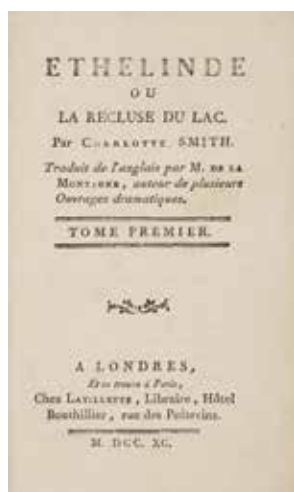 ETHELINDE
OU
LA RECLUSE DU LAC.
Par CHARLOTTE SMITH.
Traduit de l'anglais par M. DE LA
MONTAGNE, auteur de plusieurs
Ouvrages dramatiques.
TOME PREMIER.
A LONDRES,
Et se trouve à Paris,
Chez LAVILLETTE, Libraire, Hôtel
Bouthillier, rue des Poitevins.
M. DCC. XC.